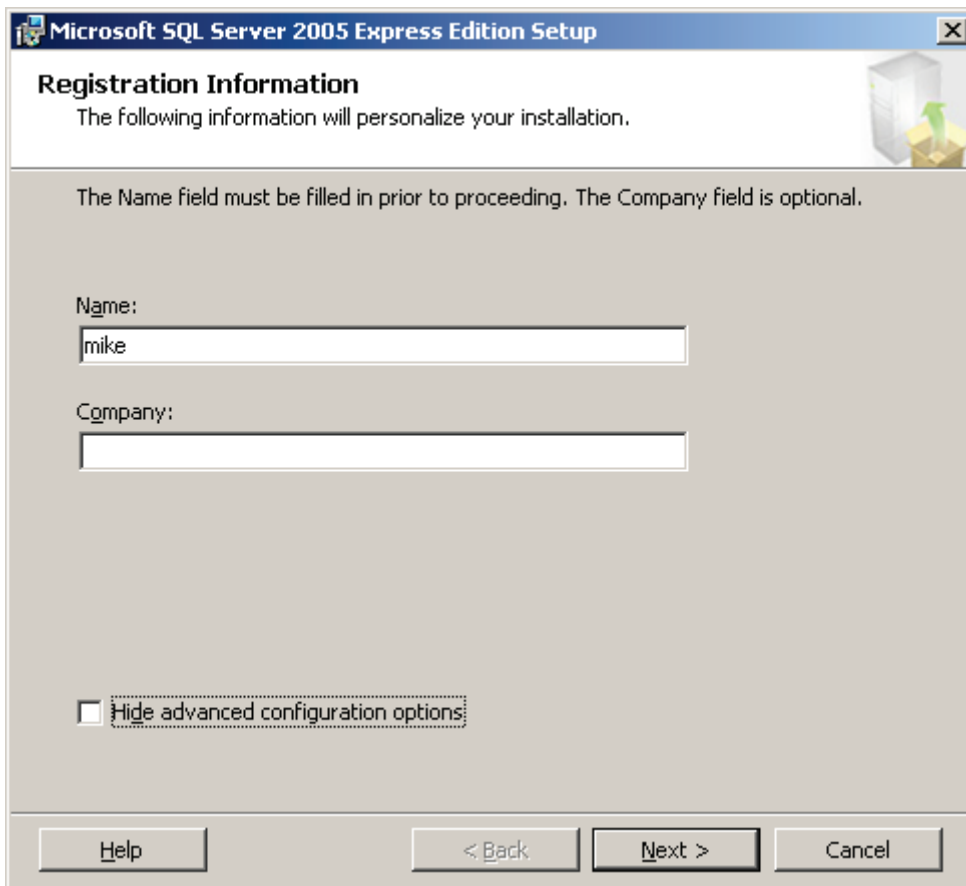 Microsoft SQL Server 2005 Express Edition Setup
Registration Information
The following information will personalize your installation.
The Name field must be filled in prior to proceeding. The Company field is optional.
Name:
mike
Company:
Hide advanced configuration options
Help
< Back
Next >
Cancel